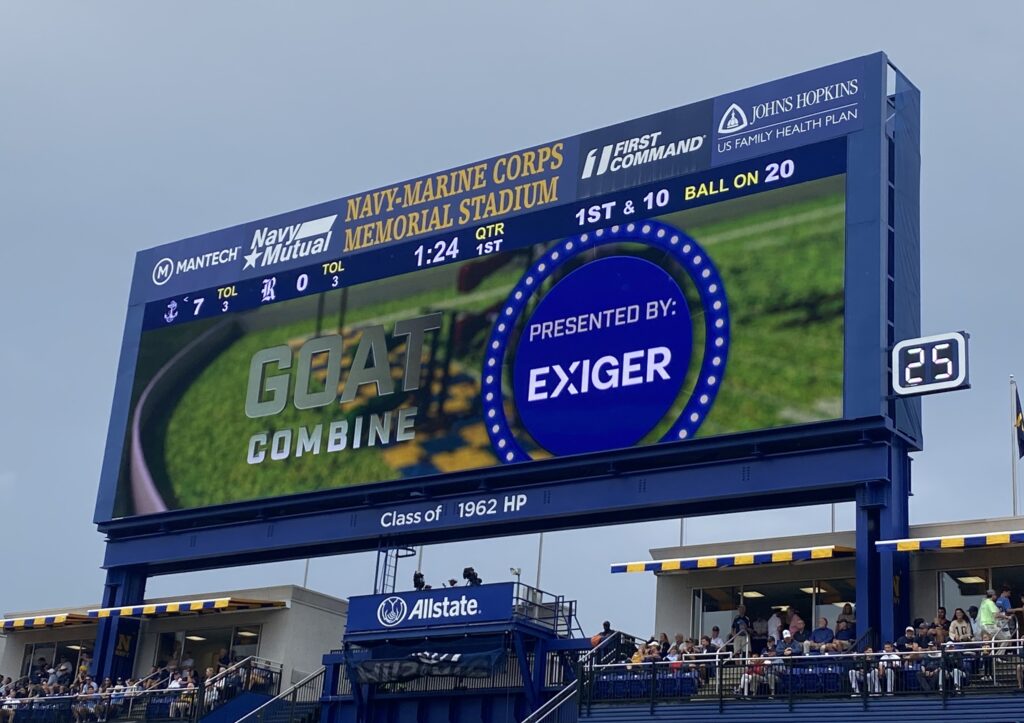 M MANTECH
Navy Mutual
NAVY-MARINE CORPS
MEMORIAL STADIUM
FIRST
COMMAND
JOHNS HOPKINS
US FAMILY HEALTH PLAN
< 7 TOL 3
R 0 TOL 3
1:24 QTR 1ST
1ST & 10
BALL ON 20
GOAT
COMBINE
PRESENTED BY:
EXIGER
25
Class of 1962 HP
Allstate
N